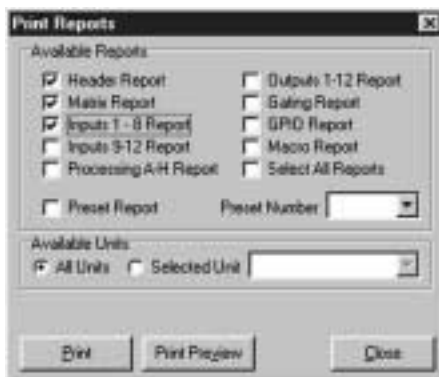 Print Reports
Available Reports
Header Report
Outputs 1-12 Report
Matrix Report
Gating Report
Inputs 1 - 8 Report
GPIO Report
Inputs 9-12 Report
Macro Report
Processing A-H Report
Select All Reports
Preset Report
Preset Number
Available Units
All Units
Selected Unit
Print
Print Preview
Close